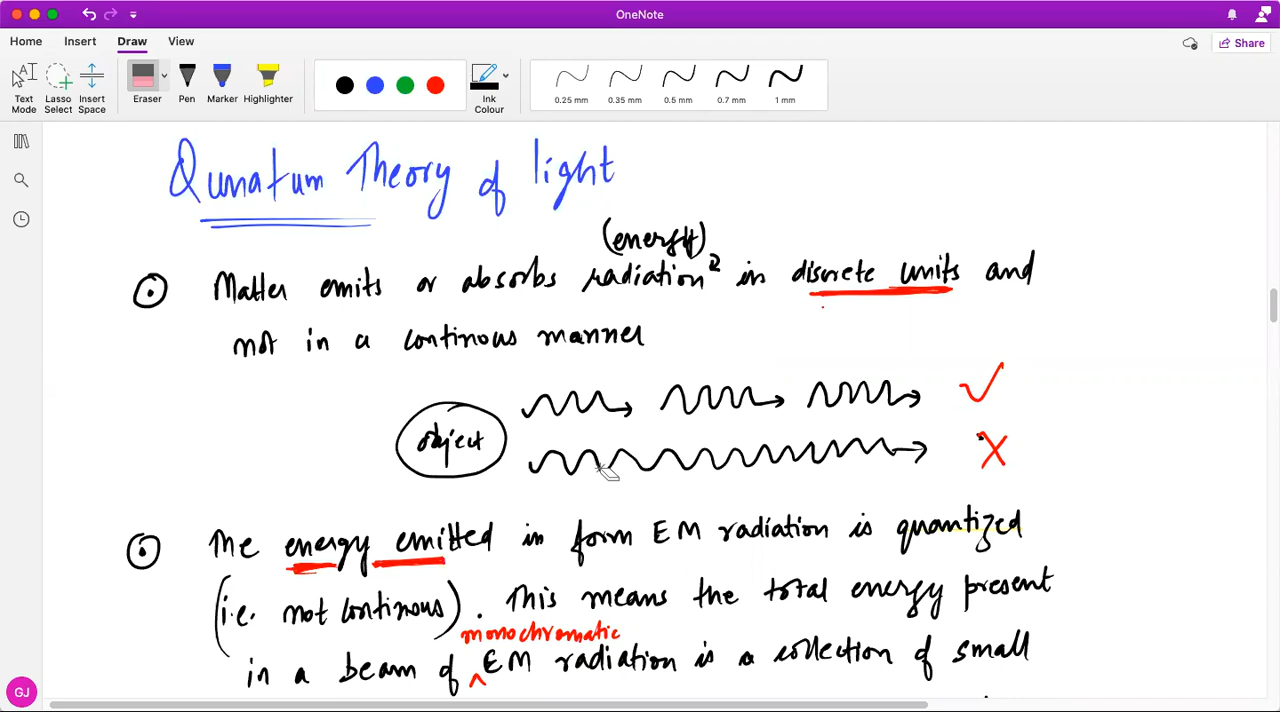 OneNote
Home Insert Draw View
Share
Text Mode
Lasso Select
Insert Space
Eraser
Pen
Marker
Highlighter
Ink Colour
0.25 mm
0.35 mm
0.5 mm
0.7 mm
1 mm
Qunatum Theory of light
(energy)
Matter emits or absorbs radiation in discrete units and
not in a continous manner
object
The energy emitted in form EM radiation is quantized
(i.e. not continous). This means the total energy present
monochromatic
in a beam of ^ EM radiation is a collection of small
GJ